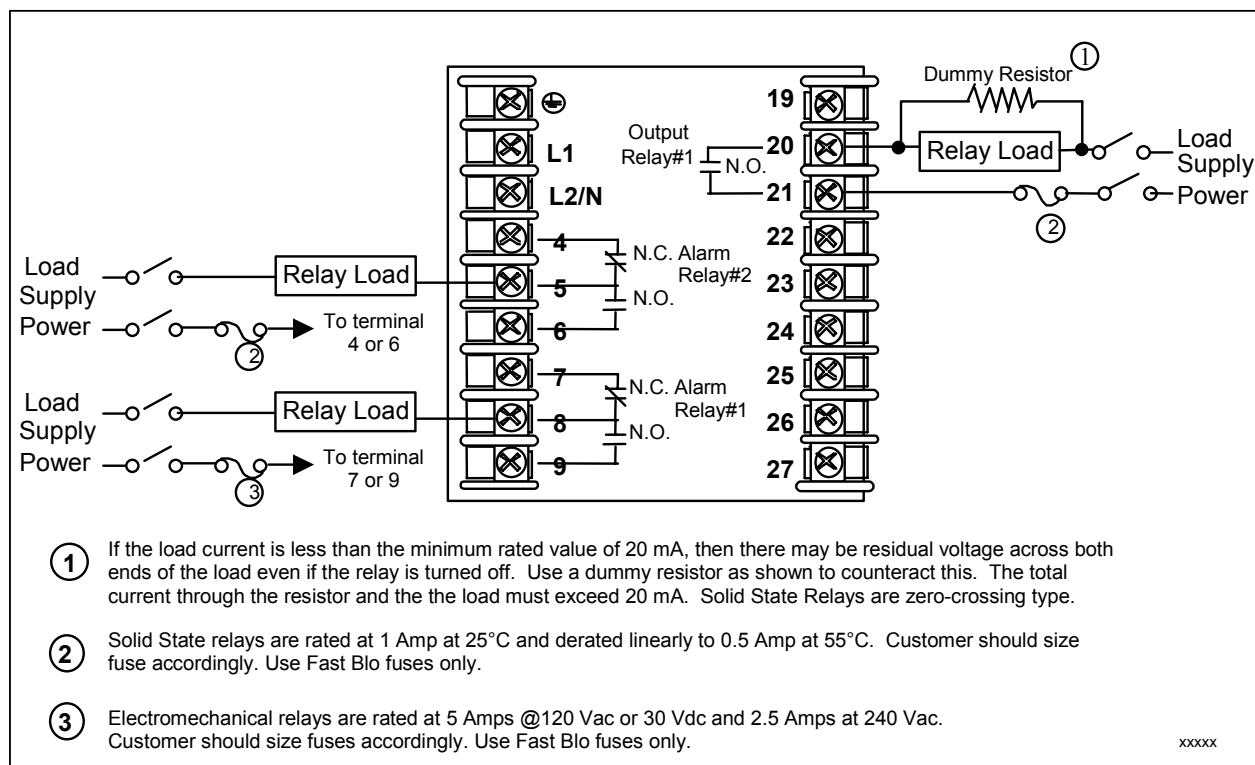 ①
Dummy Resistor
19
Output
Relay#1
20
Relay Load
Load
Supply
L1
N.O.
L2/N
21
Power
②
4
22
N.C. Alarm
Relay#2
Load
Supply
Relay Load
5
23
N.O.
Power
②
To terminal
4 or 6
6
24
7
25
N.C. Alarm
Relay#1
Load
Supply
Relay Load
8
26
N.O.
Power
③
To terminal
7 or 9
9
27
① If the load current is less than the minimum rated value of 20 mA, then there may be residual voltage across both
ends of the load even if the relay is turned off. Use a dummy resistor as shown to counteract this. The total
current through the resistor and the the load must exceed 20 mA. Solid State Relays are zero-crossing type.
② Solid State relays are rated at 1 Amp at 25°C and derated linearly to 0.5 Amp at 55°C. Customer should size
fuse accordingly. Use Fast Blo fuses only.
③ Electromechanical relays are rated at 5 Amps @120 Vac or 30 Vdc and 2.5 Amps at 240 Vac.
Customer should size fuses accordingly. Use Fast Blo fuses only.
xxxxx